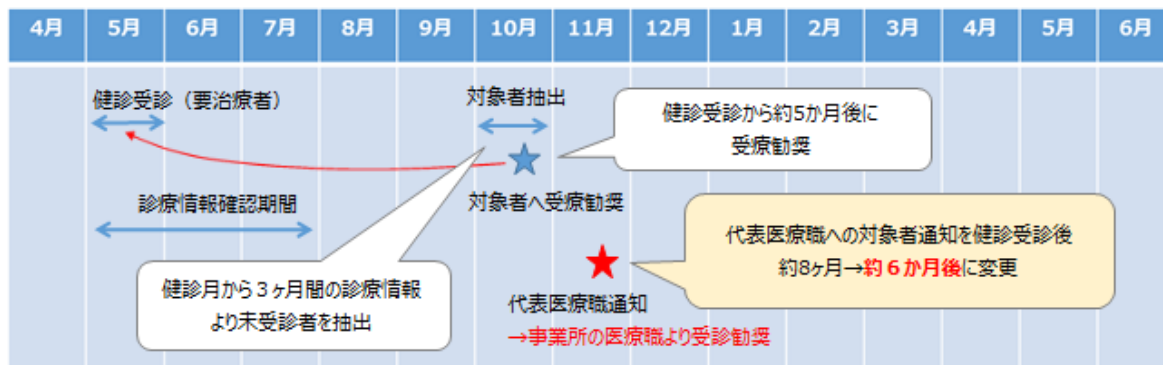 4月 5月 6月 7月 8月 9月 10月 11月 12月 1月 2月 3月 4月 5月 6月
健診受診（要治療者）
対象者抽出
健診受診から約5か月後に
受療勧奨
診療情報確認期間
対象者へ受療勧奨
代表医療職への対象者通知を健診受診後
約8ヶ月→約６か月後に変更
健診月から３ヶ月間の診療情報
より未受診者を抽出
代表医療職通知
→事業所の医療職より受診勧奨